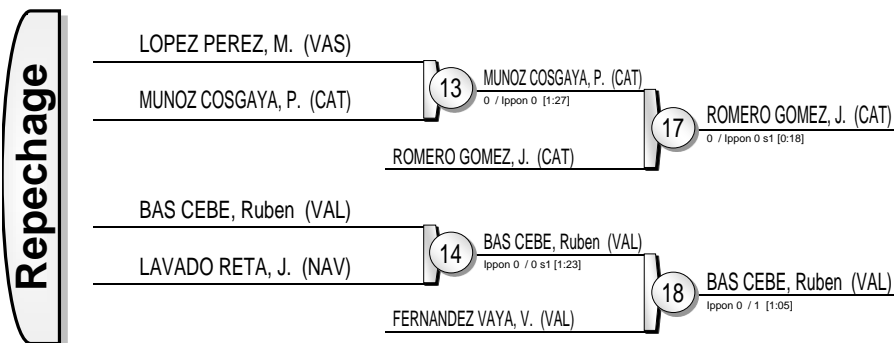 Repechage
LOPEZ PEREZ, M. (VAS)
MUNOZ COSGAYA, P. (CAT)
13
MUNOZ COSGAYA, P. (CAT)
0 / Ippon 0 [1:27]
ROMERO GOMEZ, J. (CAT)
17
ROMERO GOMEZ, J. (CAT)
0 / Ippon 0 s1 [0:18]
BAS CEBE, Ruben (VAL)
LAVADO RETA, J. (NAV)
14
BAS CEBE, Ruben (VAL)
Ippon 0 / 0 s1 [1:23]
FERNANDEZ VAYA, V. (VAL)
18
BAS CEBE, Ruben (VAL)
Ippon 0 / 1 [1:05]